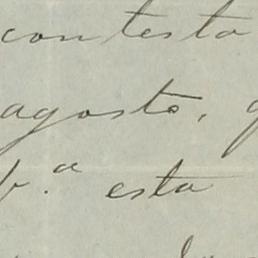 contesto
agosto, q
b.ª esta